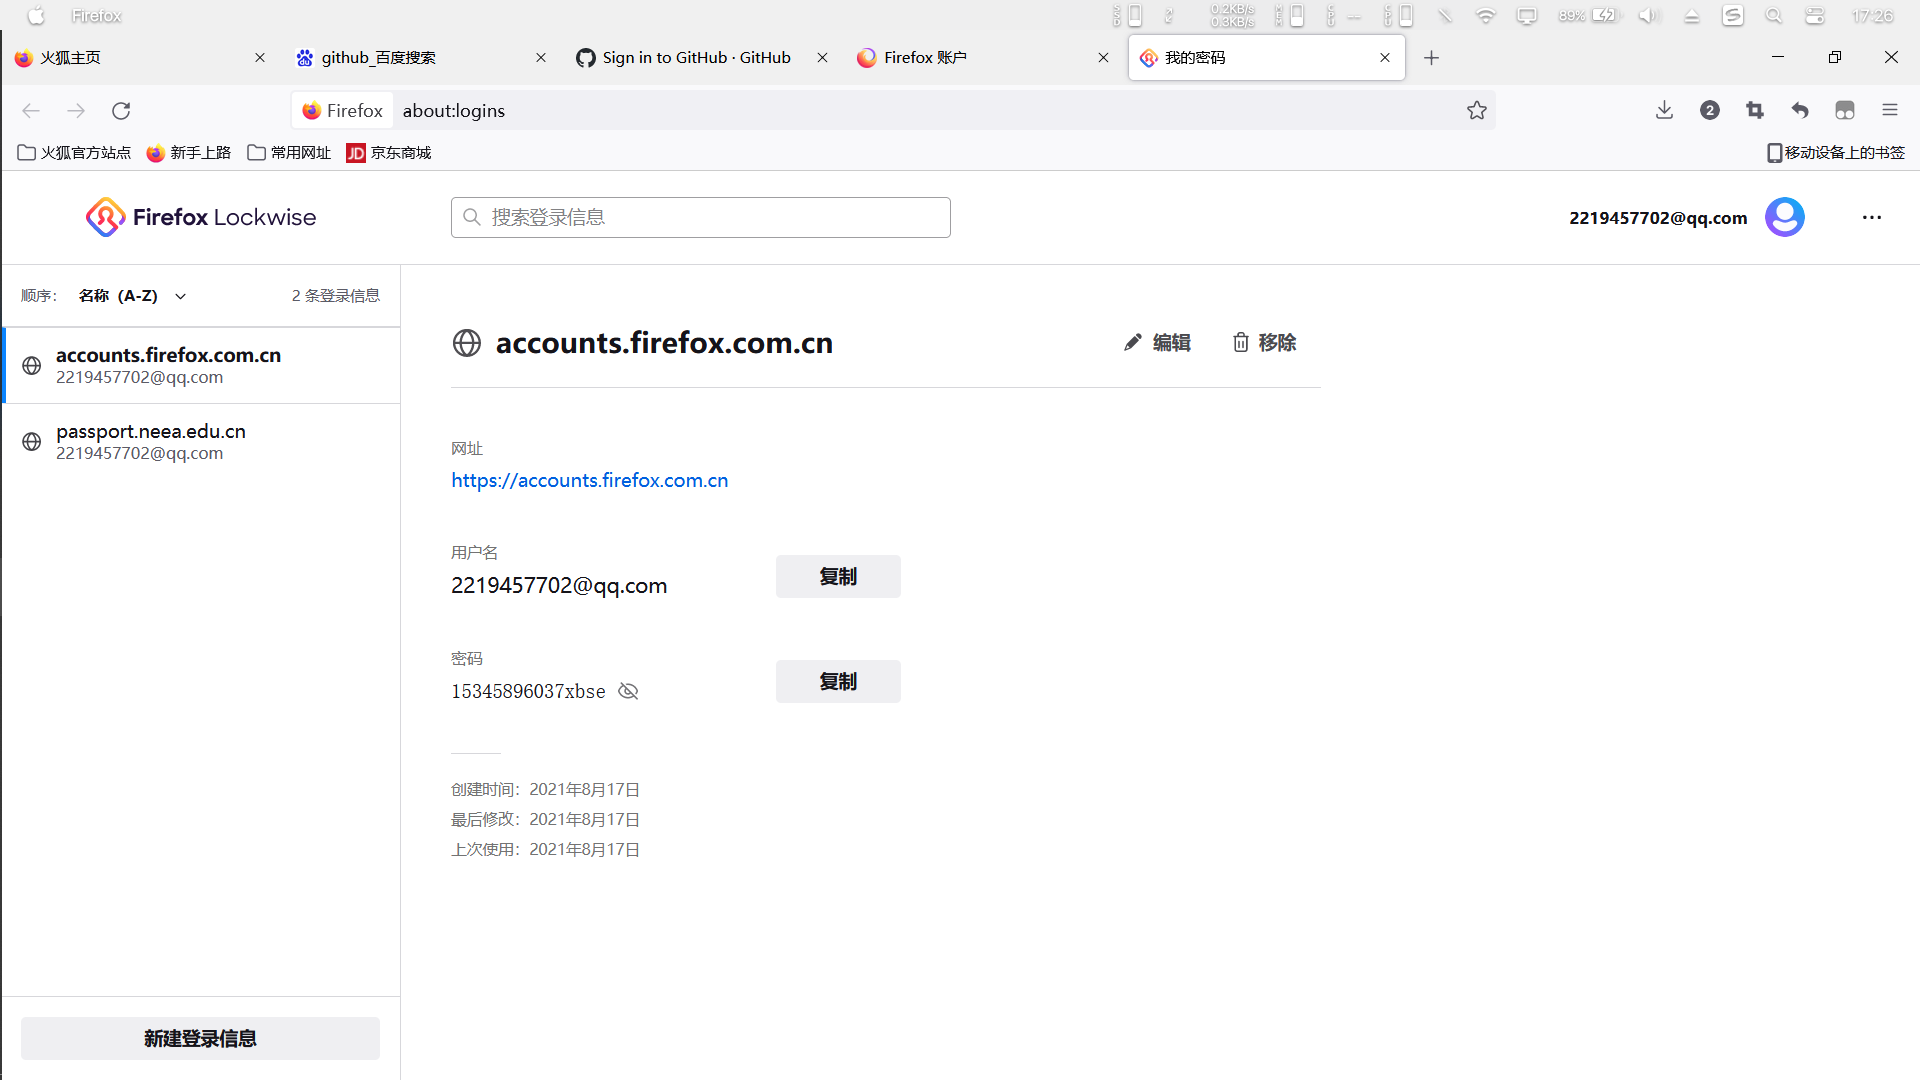 Firefox
SSD
0.2KB/s
0.3KB/s
MEM
CPU
--
89%
17:26
火狐主页
github_百度搜索
Sign in to GitHub · GitHub
Firefox 账户
我的密码
Firefox
about:logins
2
火狐官方站点
新手上路
常用网址
JD
京东商城
移动设备上的书签
Firefox Lockwise
搜索登录信息
2219457702@qq.com
顺序：
名称（A-Z）
2 条登录信息
accounts.firefox.com.cn
2219457702@qq.com
passport.neea.edu.cn
2219457702@qq.com
新建登录信息
accounts.firefox.com.cn
编辑
移除
网址
https://accounts.firefox.com.cn
用户名
2219457702@qq.com
复制
密码
15345896037xbse
复制
创建时间：2021年8月17日
最后修改：2021年8月17日
上次使用：2021年8月17日